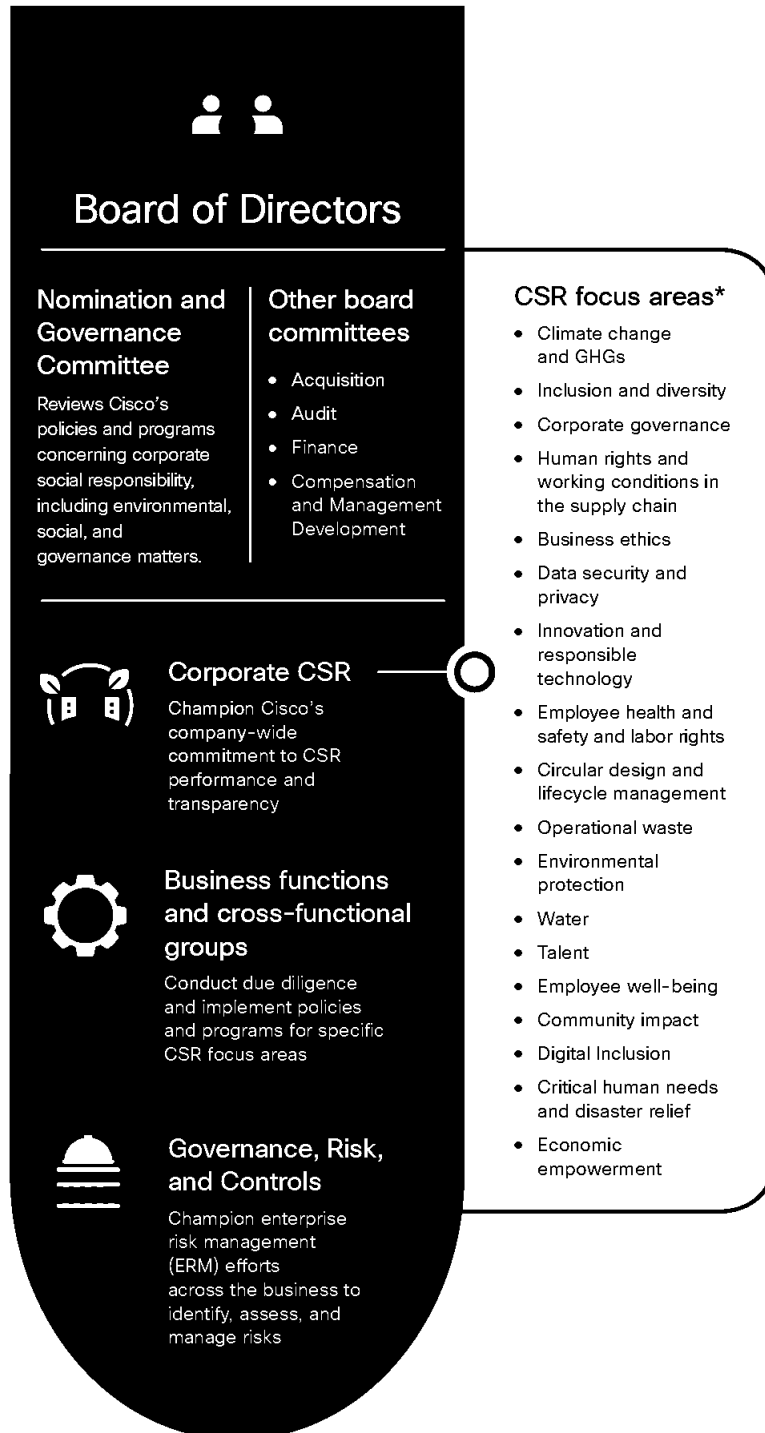 Board of Directors
Nomination and
Governance
Committee
Reviews Cisco's
policies and programs
concerning corporate
social responsibility,
including environmental,
social, and
governance matters.
Other board
committees
• Acquisition
• Audit
• Finance
• Compensation
and Management
Development
Corporate CSR
Champion Cisco's
company-wide
commitment to CSR
performance and
transparency
Business functions
and cross-functional
groups
Conduct due diligence
and implement policies
and programs for specific
CSR focus areas
Governance, Risk,
and Controls
Champion enterprise
risk management
(ERM) efforts
across the business to
identify, assess, and
manage risks
CSR focus areas*
• Climate change
and GHGs
• Inclusion and diversity
• Corporate governance
• Human rights and
working conditions in
the supply chain
• Business ethics
• Data security and
privacy
• Innovation and
responsible
technology
• Employee health and
safety and labor rights
• Circular design and
lifecycle management
• Operational waste
• Environmental
protection
• Water
• Talent
• Employee well-being
• Community impact
• Digital Inclusion
• Critical human needs
and disaster relief
• Economic
empowerment